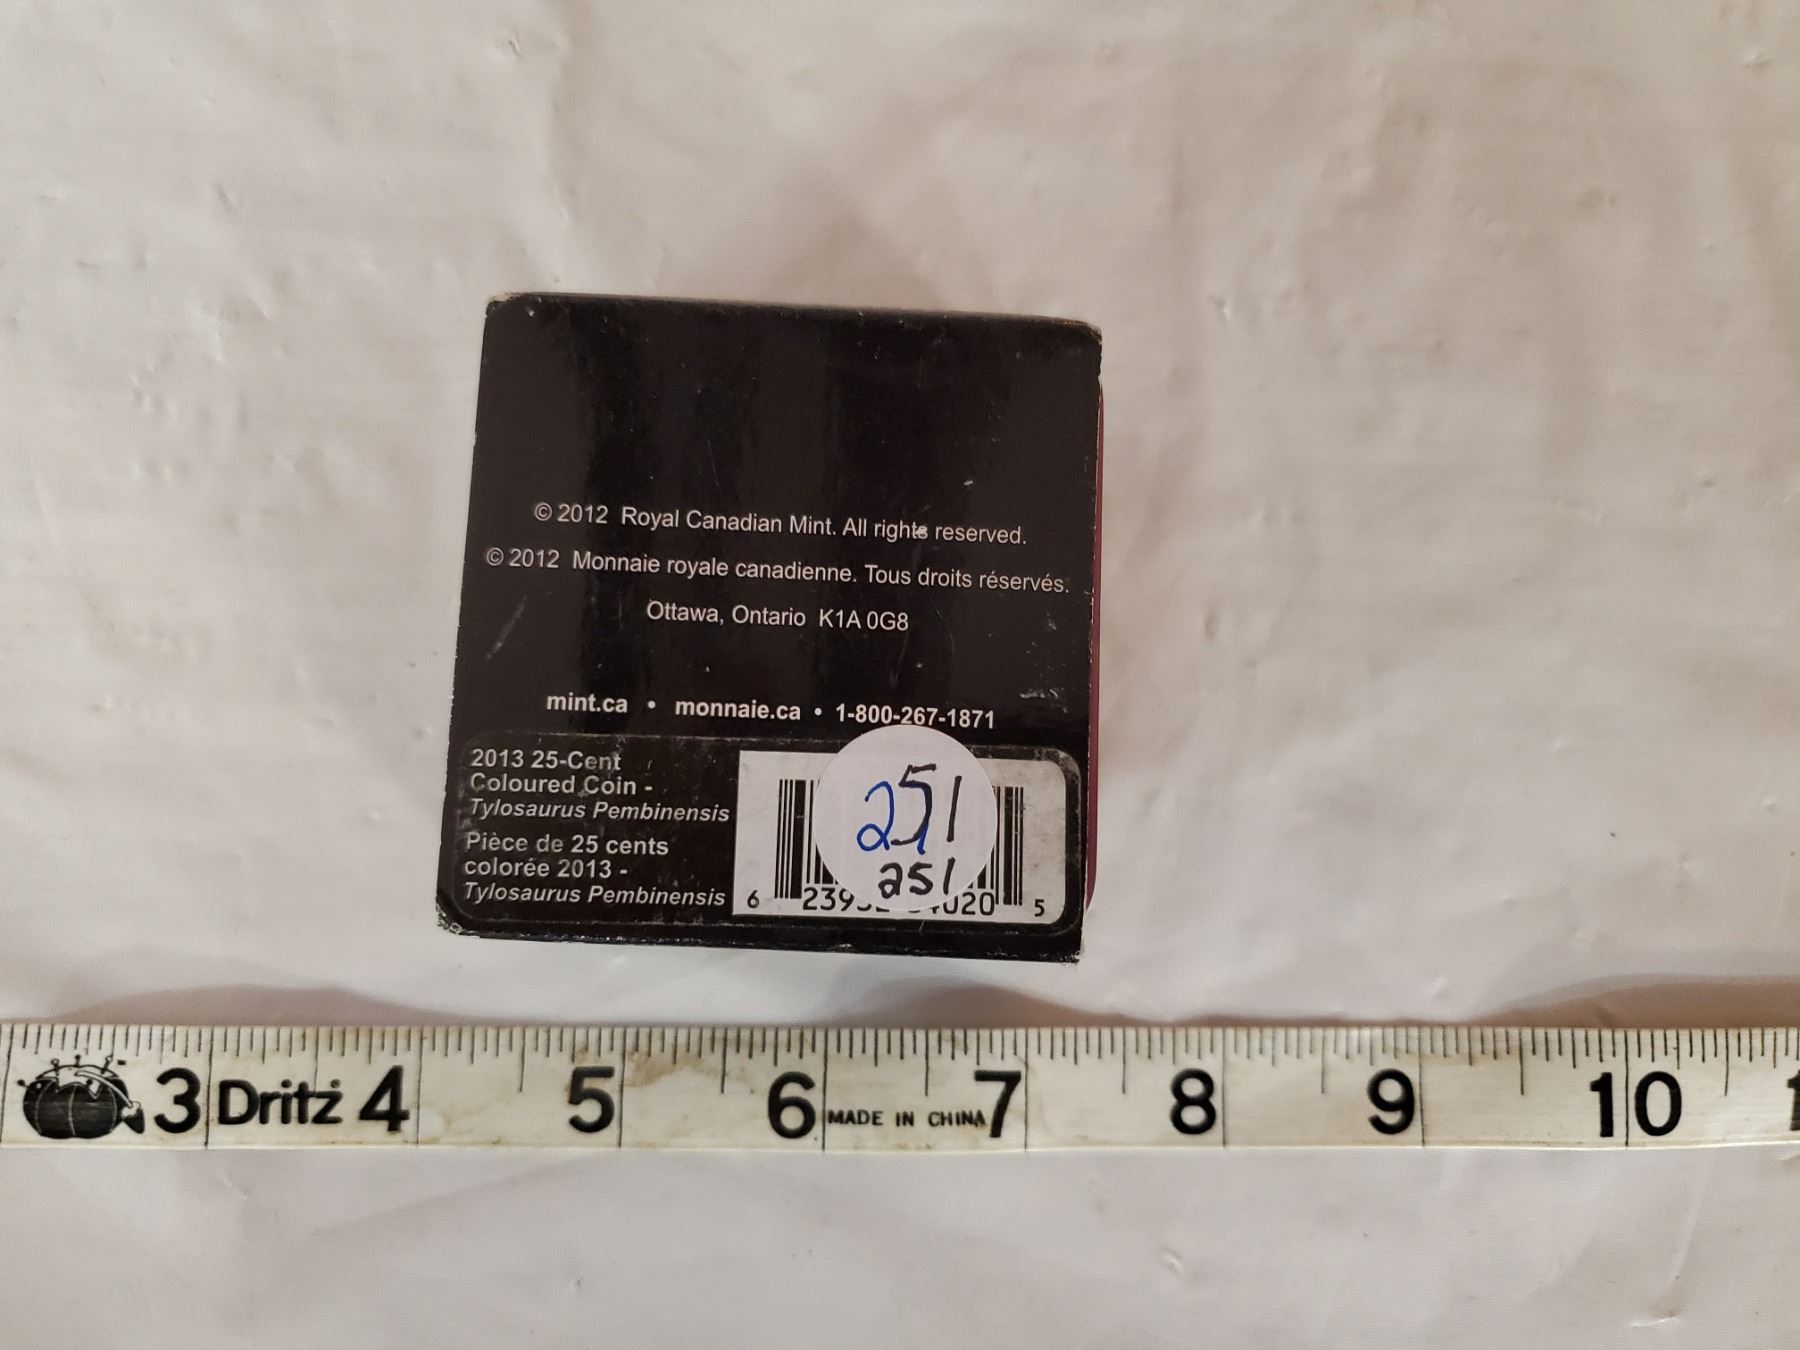 © 2012 Royal Canadian Mint. All rights reserved.
© 2012 Monnaie royale canadienne. Tous droits réservés.
Ottawa, Ontario K1A 0G8
mint.ca • monnaie.ca • 1-800-267-1871
2013 25-Cent
Coloured Coin -
Tylosaurus Pembinensis
Pièce de 25 cents
colorée 2013 -
Tylosaurus Pembinensis
251
251
6 5
3 Dritz 4 5 6 MADE IN CHINA 7 8 9 10